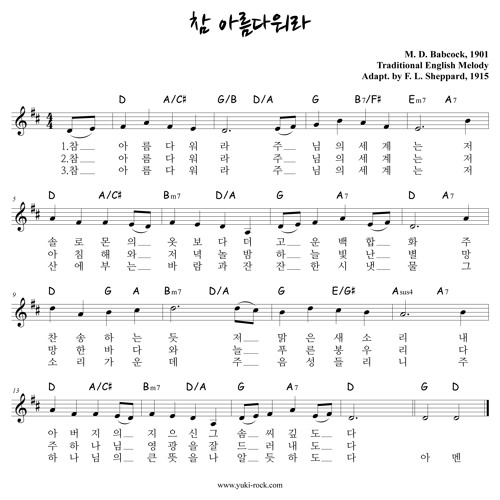 참 아름다워라
M. D. Babcock, 1901
Traditional English Melody
Adapt. by F. L. Sheppard, 1915
D A/C# G/B D/A G B7/F# Em7 A7
4 4
1.참__ 아 름 다 워 라 주__ 님 의 세 계 는 저
2.참__ 아 름 다 워 라 주__ 님 의 세 계 는 저
3.참__ 아 름 다 워 라 주__ 님 의 세 계 는 저
5 D A/C# Bm7 D/A G A7 D A7
솔 로 몬 의__ 옷 보 다 더 고__ 운 백 합__ 화 주
아 침 해 와__ 저 녁 놀 밤 하__ 늘 빛 난__ 별 망
산 에 부 는__ 바 람 과 잔 잔__ 한 시 냇__ 물 그
9 D G A7 Bm7 D/A G E/G# Asus4 A7
찬 송 하 는 듯 저__ 맑 은 새 소 리 내
망 한 바 다 와 늘__ 푸 른 봉 우 리 다
소 리 가 운 데 주__ 음 성 들 리 니 주
13 D A/C# Bm7 D/A G A7 D G D
아 버 지 의__ 지 으 신 그 솜__ 씨 깊 도__ 다
주 하 나 님__ 영 광 을 잘 드__ 러 내 도__ 다
하 나 님 의__ 큰 뜻 을 나 알__ 듯 하 도__ 다 아 멘
www.yuki-rock.com